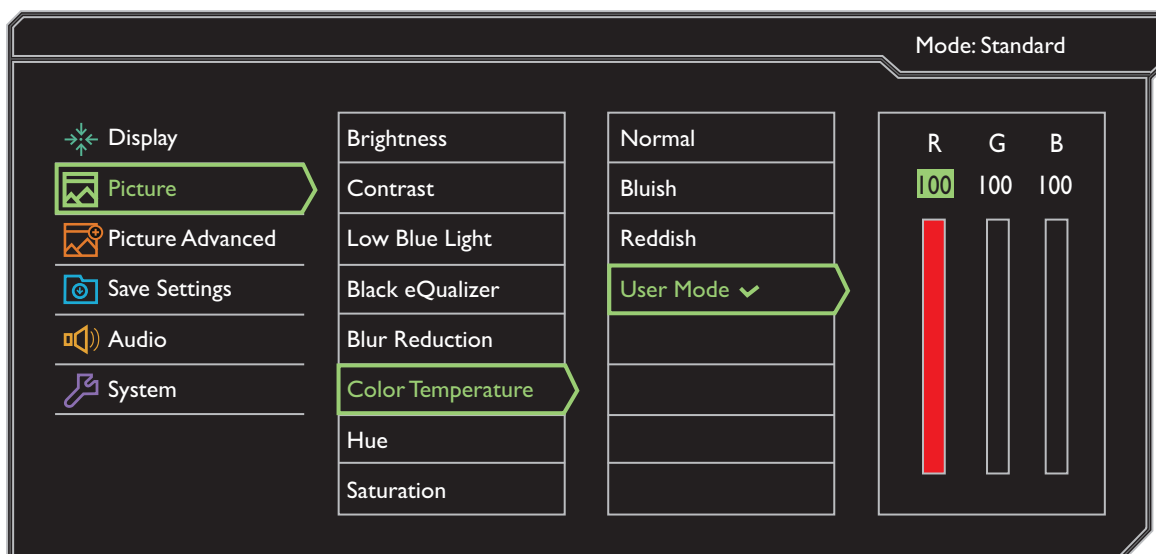 Mode: Standard
Display
Picture
Picture Advanced
Save Settings
Audio
System
Brightness
Contrast
Low Blue Light
Black eQualizer
Blur Reduction
Color Temperature
Hue
Saturation
Normal
Bluish
Reddish
User Mode
R G B
100 100 100